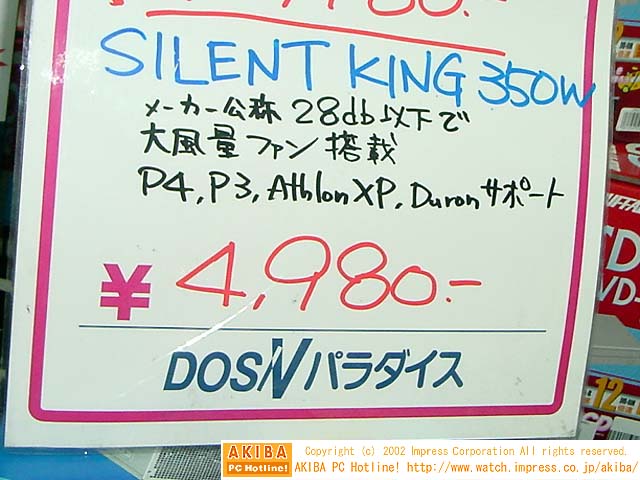 SILENT KING 350W
メーカー公称 28db以下で
大風量ファン搭載
P4, P3, Athlon XP, Duron サポート
¥ 4,980.-
DOS/V パラダイス
12
AKIBA Copyright (c) 2002 Impress Corporation All rights reserved.
PC Hotline! AKIBA PC Hotline! http://www.watch.impress.co.jp/akiba/